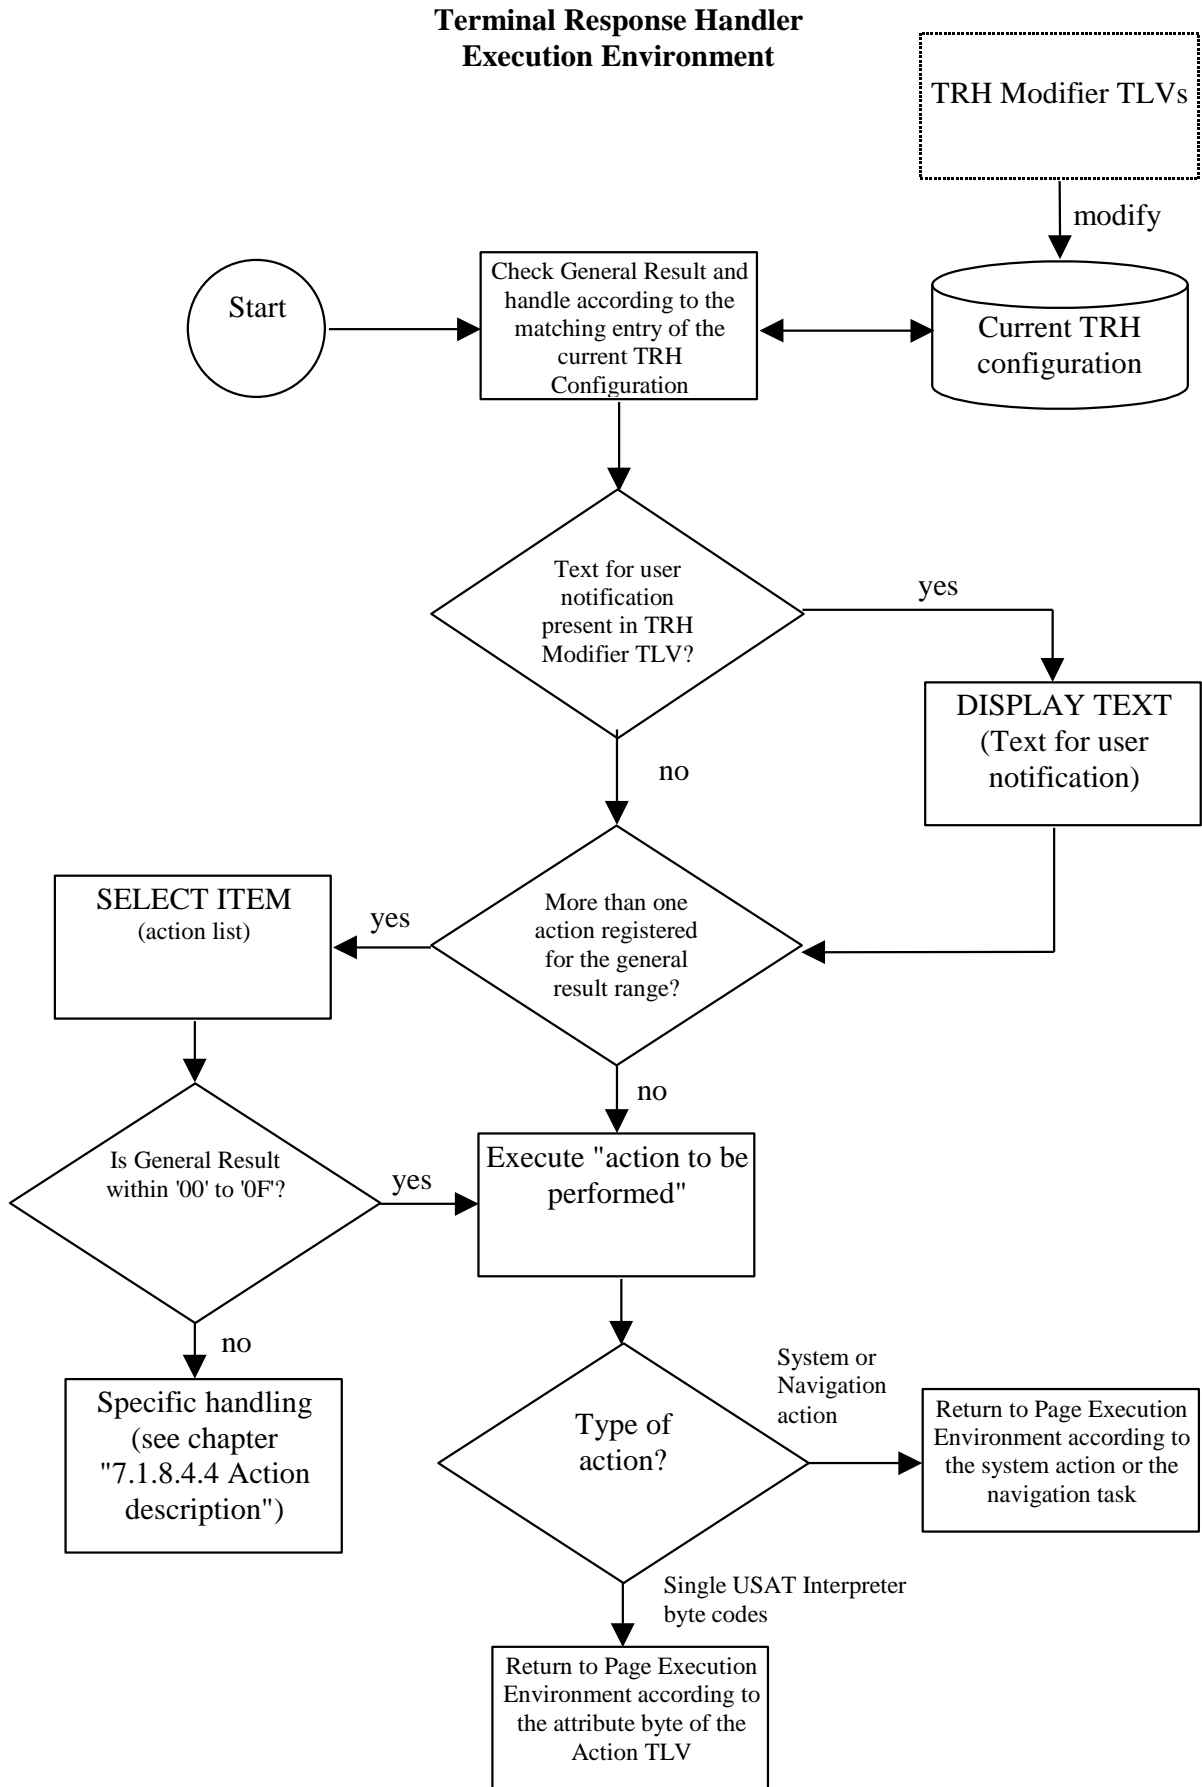 Terminal Response Handler
Execution Environment
TRH Modifier TLVs
modify
Start
Check General Result and
handle according to the
matching entry of the
current TRH
Configuration
Current TRH
configuration
Text for user
notification
present in TRH
Modifier TLV?
yes
DISPLAY TEXT
(Text for user
notification)
no
SELECT ITEM
(action list)
yes
More than one
action registered
for the general
result range?
no
Is General Result
within '00' to '0F'?
yes
Execute "action to be
performed"
no
Specific handling
(see chapter
"7.1.8.4.4 Action
description")
Type of
action?
System or
Navigation
action
Return to Page Execution
Environment according to
the system action or the
navigation task
Single USAT Interpreter
byte codes
Return to Page Execution
Environment according to
the attribute byte of the
Action TLV